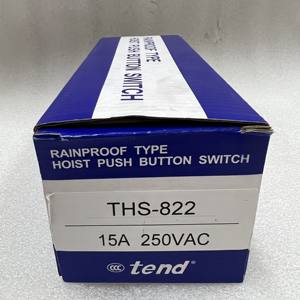 RAINPROOF TYPE
HOIST PUSH BUTTON SWITCH
RAINPROOF TYPE
HOIST PUSH BUTTON SWITCH
THS-822
15A 250VAC
CCC tend